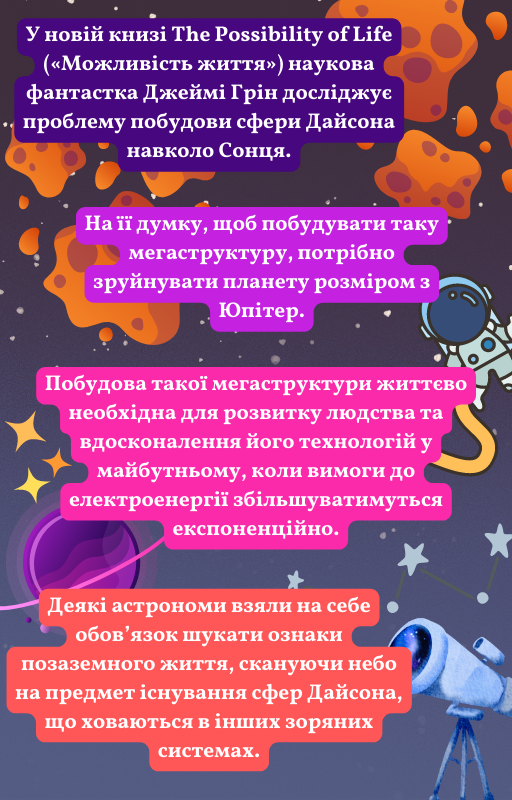 У новій книзі The Possibility of Life
(«Можливість життя») наукова
фантастка Джеймі Грін досліджує
проблему побудови сфери Дайсона
навколо Сонця.
На її думку, щоб побудувати таку
мегаструктуру, потрібно
зруйнувати планету розміром з
Юпітер.
Побудова такої мегаструктури життєво
необхідна для розвитку людства та
вдосконалення його технологій у
майбутньому, коли вимоги до
електроенергії збільшуватимуться
експоненційно.
Деякі астрономи взяли на себе
обов’язок шукати ознаки
позаземного життя, скануючи небо
на предмет існування сфер Дайсона,
що ховаються в інших зоряних
системах.